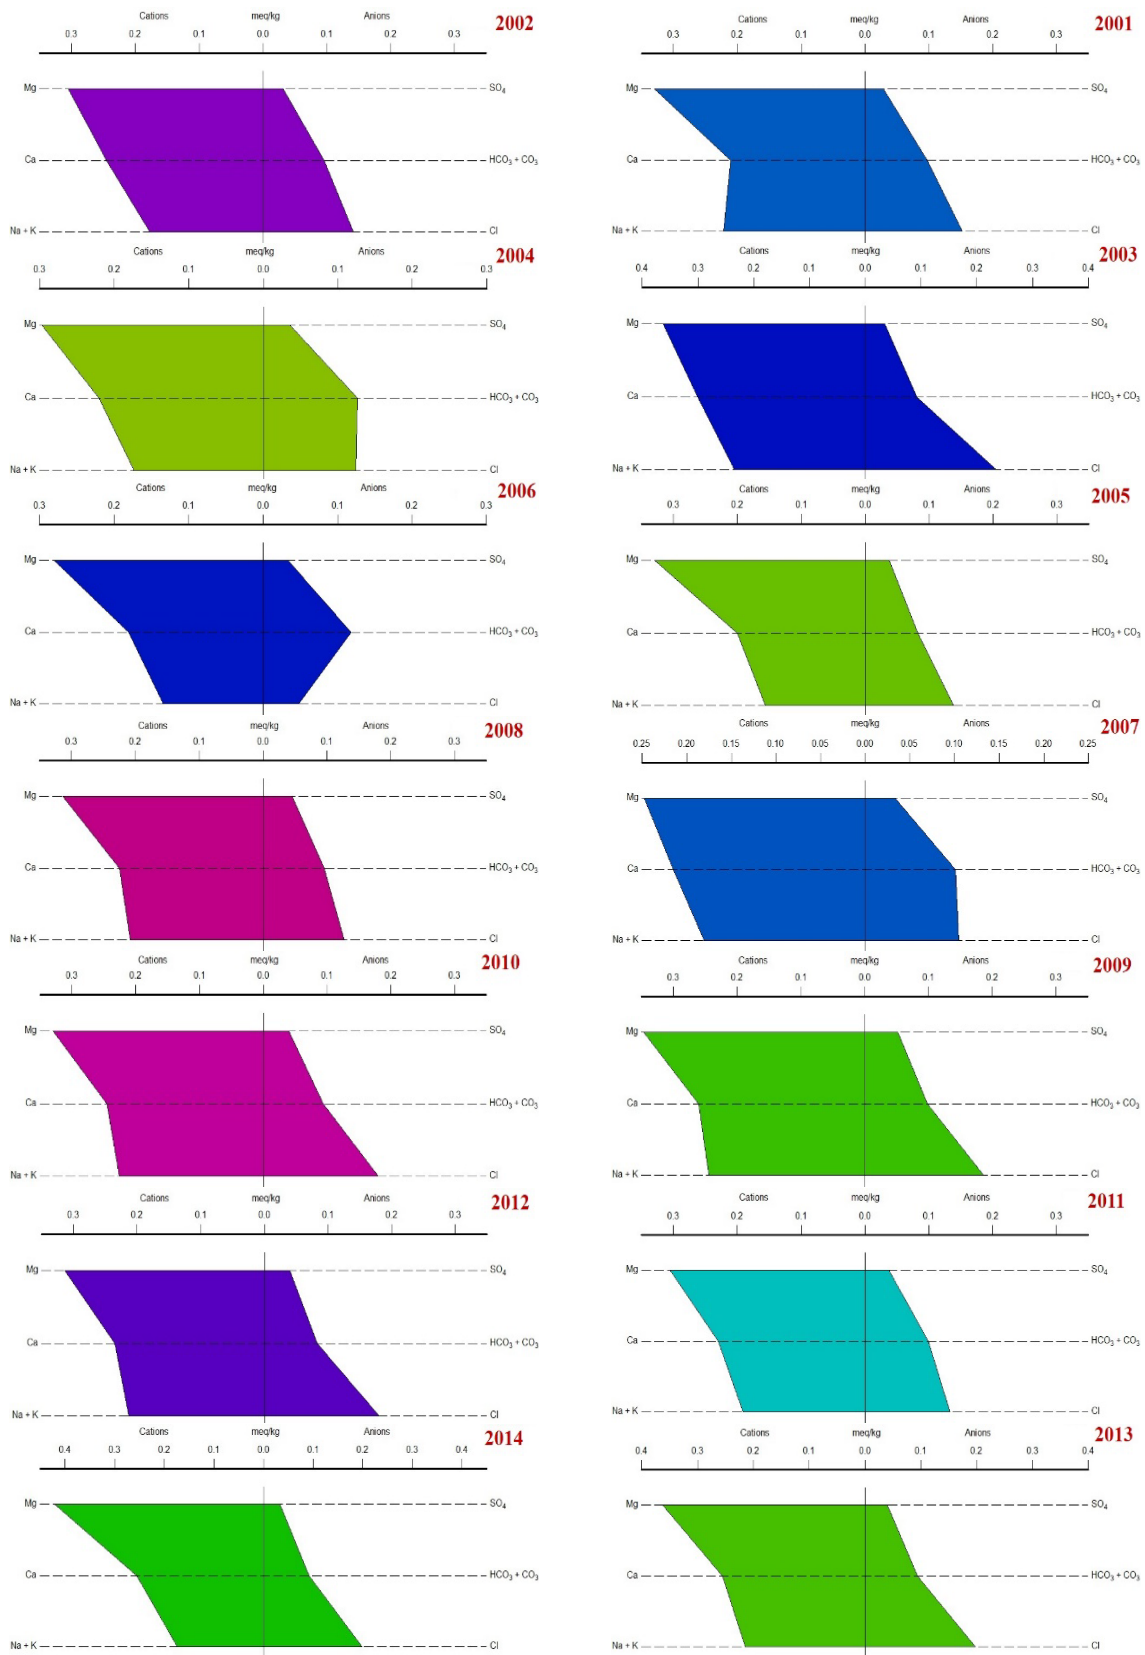 Cations meq/kg Anions 2002
0.3 0.2 0.1 0.0 0.1 0.2 0.3
Mg SO₄
Ca HCO₃ + CO₃
Na + K Cl
Cations meq/kg Anions 2001
0.3 0.2 0.1 0.0 0.1 0.2 0.3
Mg SO₄
Ca HCO₃ + CO₃
Na + K Cl
Cations meq/kg Anions 2004
0.3 0.2 0.1 0.0 0.1 0.2 0.3
Mg SO₄
Ca HCO₃ + CO₃
Na + K Cl
Cations meq/kg Anions 2003
0.4 0.3 0.2 0.1 0.0 0.1 0.2 0.3 0.4
Mg SO₄
Ca HCO₃ + CO₃
Na + K Cl
Cations meq/kg Anions 2006
0.3 0.2 0.1 0.0 0.1 0.2 0.3
Mg SO₄
Ca HCO₃ + CO₃
Na + K Cl
Cations meq/kg Anions 2005
0.3 0.2 0.1 0.0 0.1 0.2 0.3
Mg SO₄
Ca HCO₃ + CO₃
Na + K Cl
Cations meq/kg Anions 2008
0.3 0.2 0.1 0.0 0.1 0.2 0.3
Mg SO₄
Ca HCO₃ + CO₃
Na + K Cl
Cations meq/kg Anions 2007
0.25 0.20 0.15 0.10 0.05 0.00 0.05 0.10 0.15 0.20 0.25
Mg SO₄
Ca HCO₃ + CO₃
Na + K Cl
Cations meq/kg Anions 2010
0.3 0.2 0.1 0.0 0.1 0.2 0.3
Mg SO₄
Ca HCO₃ + CO₃
Na + K Cl
Cations meq/kg Anions 2009
0.3 0.2 0.1 0.0 0.1 0.2 0.3
Mg SO₄
Ca HCO₃ + CO₃
Na + K Cl
Cations meq/kg Anions 2012
0.3 0.2 0.1 0.0 0.1 0.2 0.3
Mg SO₄
Ca HCO₃ + CO₃
Na + K Cl
Cations meq/kg Anions 2011
0.3 0.2 0.1 0.0 0.1 0.2 0.3
Mg SO₄
Ca HCO₃ + CO₃
Na + K Cl
Cations meq/kg Anions 2014
0.4 0.3 0.2 0.1 0.0 0.1 0.2 0.3 0.4
Mg SO₄
Ca HCO₃ + CO₃
Na + K Cl
Cations meq/kg Anions 2013
0.4 0.3 0.2 0.1 0.0 0.1 0.2 0.3 0.4
Mg SO₄
Ca HCO₃ + CO₃
Na + K Cl